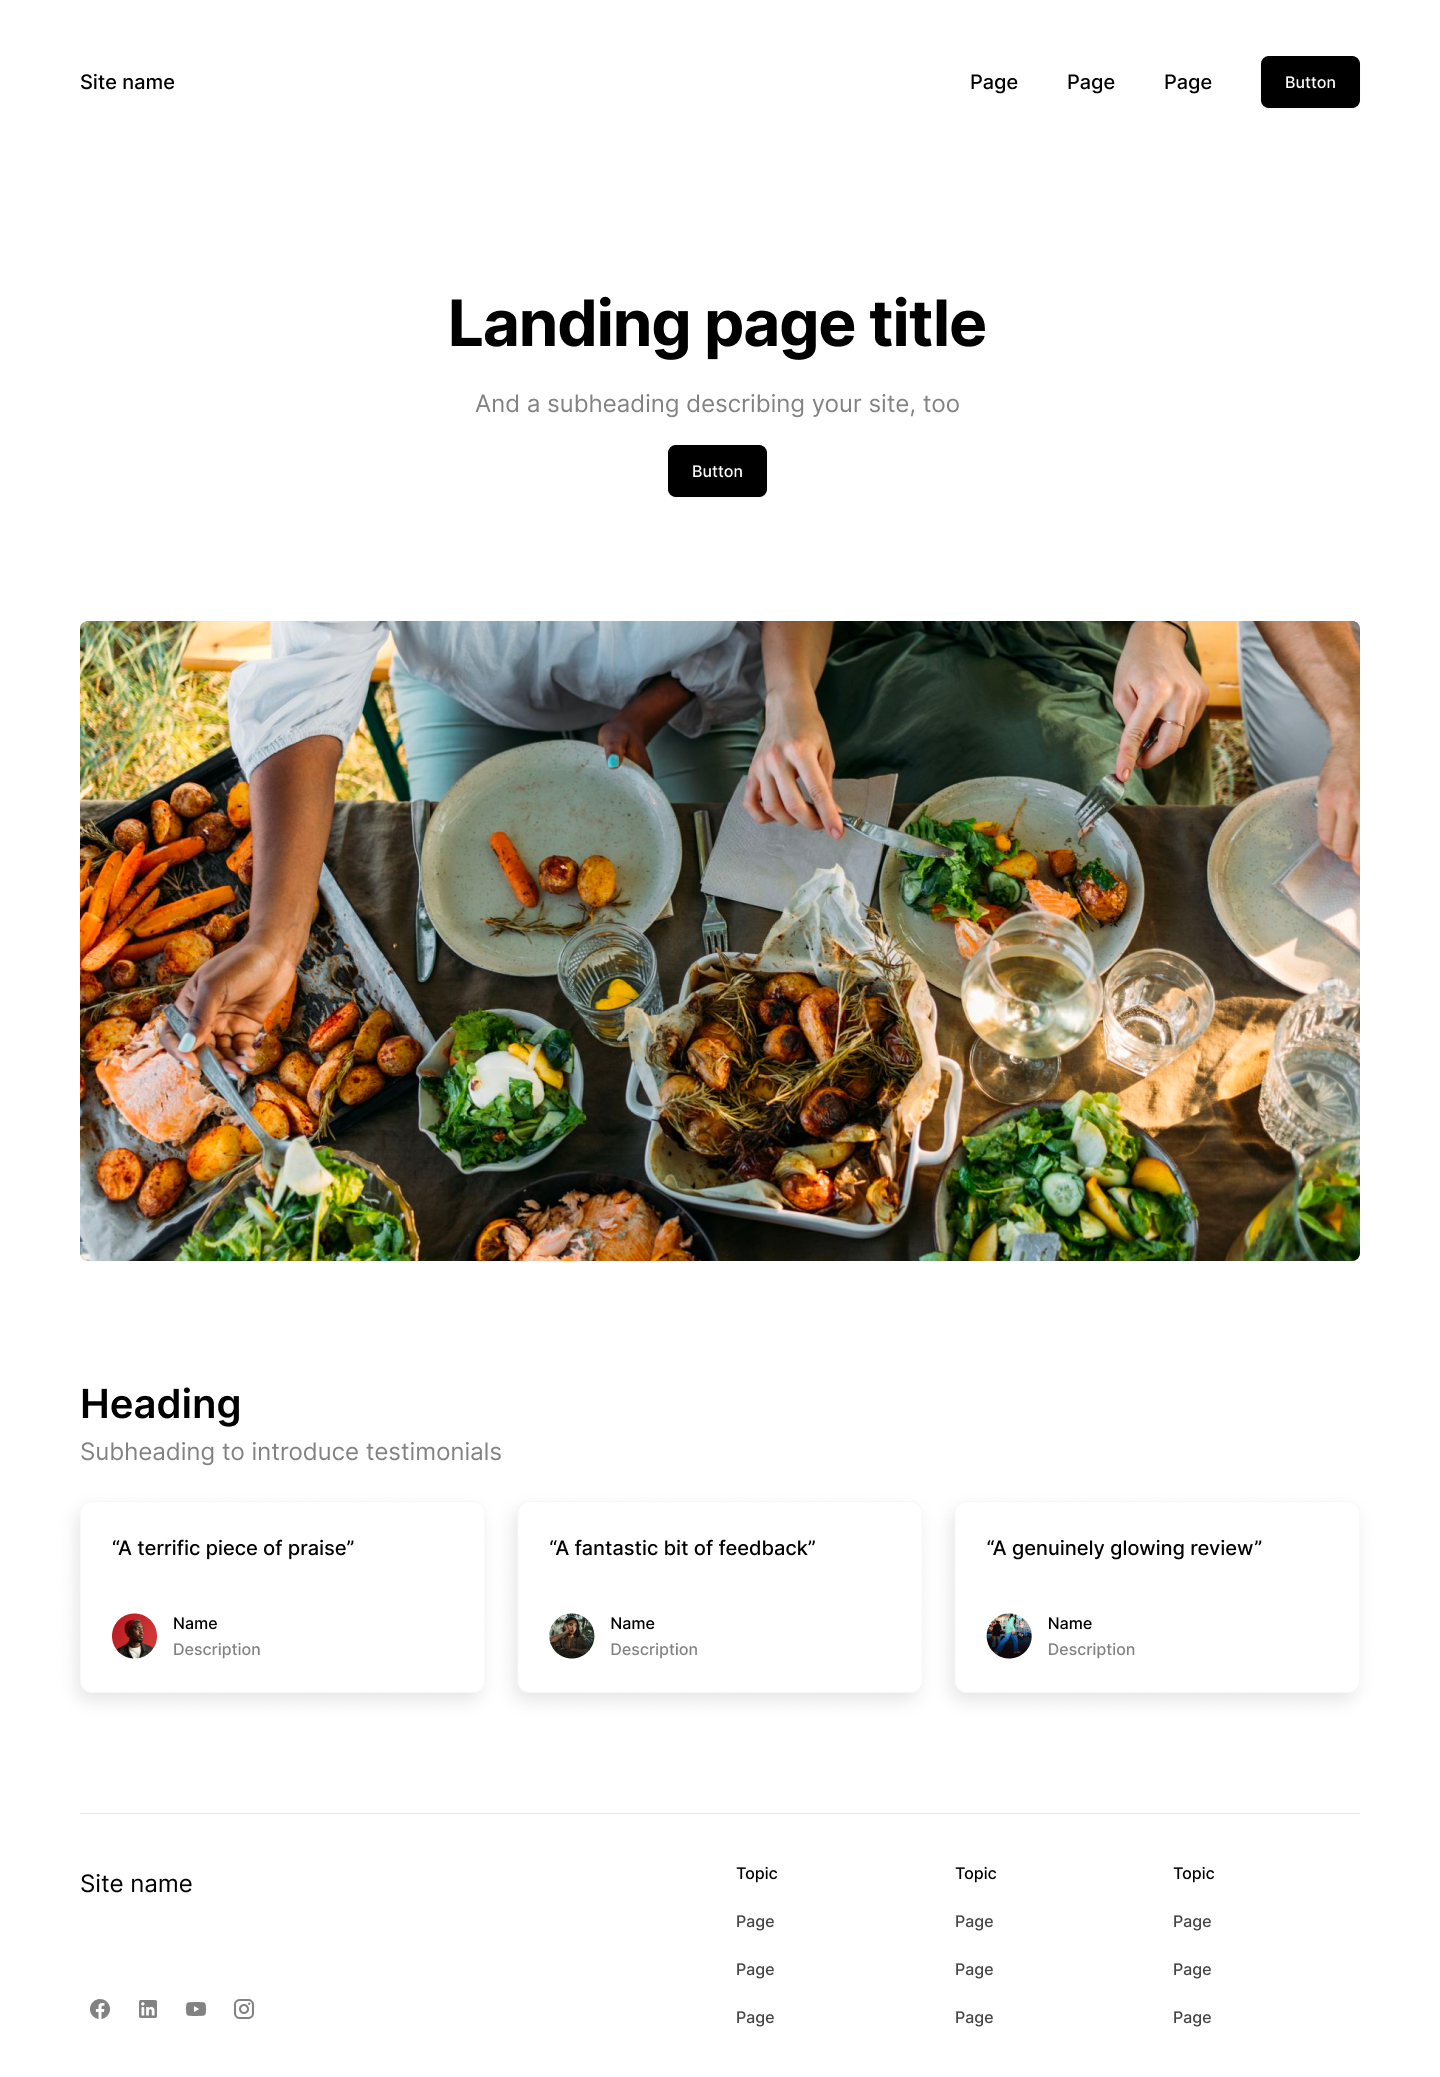 Site name
Page
Page
Page
Button
Landing page title
And a subheading describing your site, too
Button
Heading
Subheading to introduce testimonials
“A terrific piece of praise”
Name
Description
“A fantastic bit of feedback”
Name
Description
“A genuinely glowing review”
Name
Description
Site name
Topic
Page
Page
Page
Topic
Page
Page
Page
Topic
Page
Page
Page